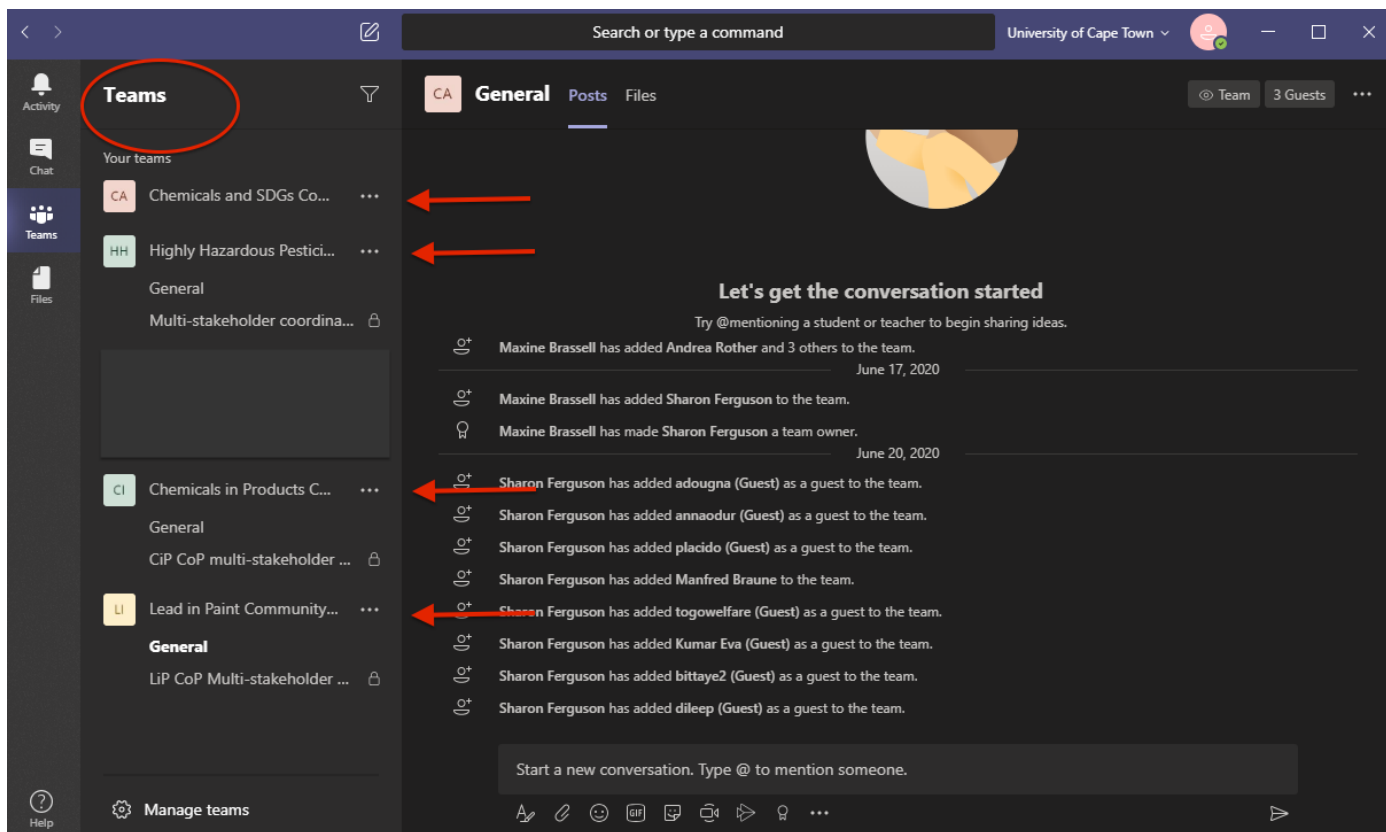 Search or type a command
University of Cape Town
Activity
Chat
Teams
Files
Help
Teams
Your teams
CA Chemicals and SDGs Co... ...
HH Highly Hazardous Pestici... ...
General
Multi-stakeholder coordina...
CI Chemicals in Products C... ...
General
CiP CoP multi-stakeholder ...
LI Lead in Paint Community... ...
General
LiP CoP Multi-stakeholder ...
Manage teams
CA General Posts Files
Team 3 Guests ...
Let's get the conversation started
Try @mentioning a student or teacher to begin sharing ideas.
Maxine Brassell has added Andrea Rother and 3 others to the team.
June 17, 2020
Maxine Brassell has added Sharon Ferguson to the team.
Maxine Brassell has made Sharon Ferguson a team owner.
June 20, 2020
Sharon Ferguson has added adougna (Guest) as a guest to the team.
Sharon Ferguson has added annaodur (Guest) as a guest to the team.
Sharon Ferguson has added placido (Guest) as a guest to the team.
Sharon Ferguson has added Manfred Braune to the team.
Sharon Ferguson has added togowelfare (Guest) as a guest to the team.
Sharon Ferguson has added Kumar Eva (Guest) as a guest to the team.
Sharon Ferguson has added bittaye2 (Guest) as a guest to the team.
Sharon Ferguson has added dileep (Guest) as a guest to the team.
Start a new conversation. Type @ to mention someone.
GIF ...